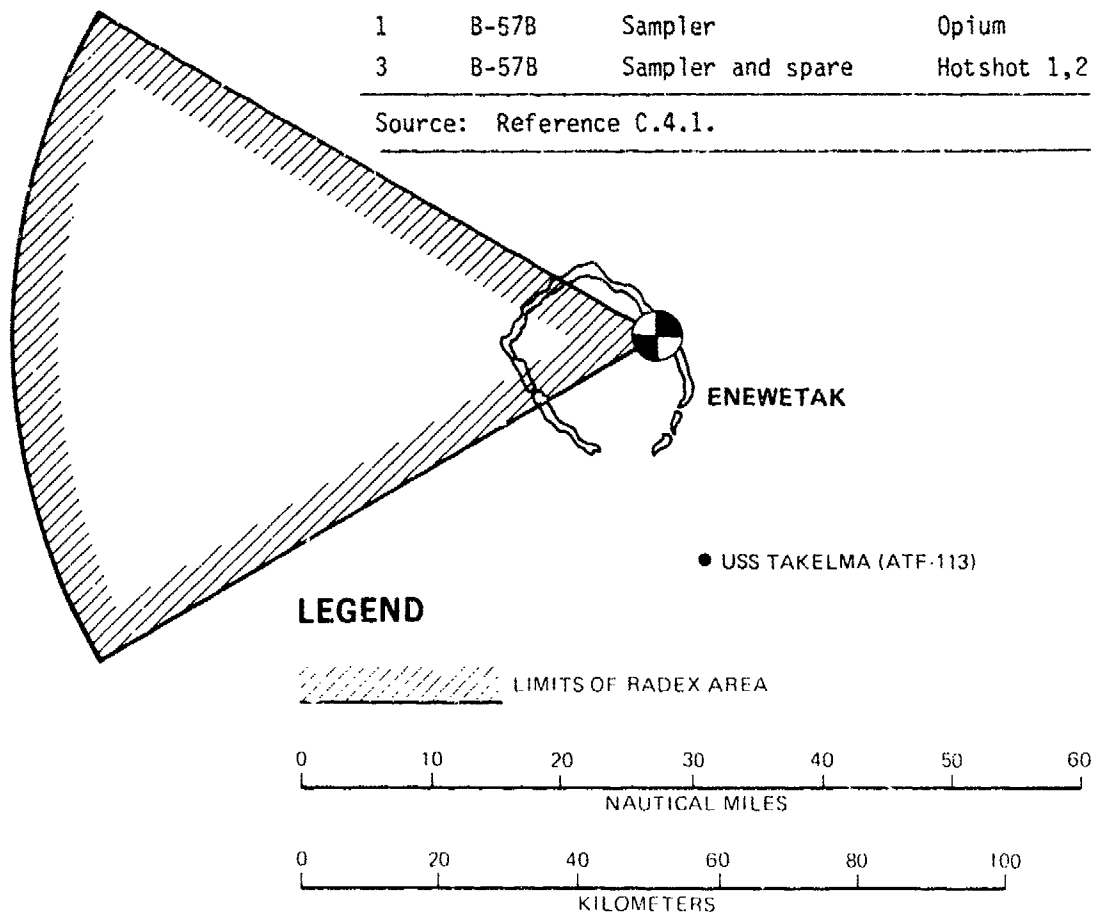 1 B-57B Sampler Opium
3 B-57B Sampler and spare Hotshot 1,2
Source: Reference C.4.1.
ENEWETAK
USS TAKELMA (ATF-113)
LEGEND
LIMITS OF RADEX AREA
0 10 20 30 40 50 60
NAUTICAL MILES
0 20 40 60 80 100
KILOMETERS